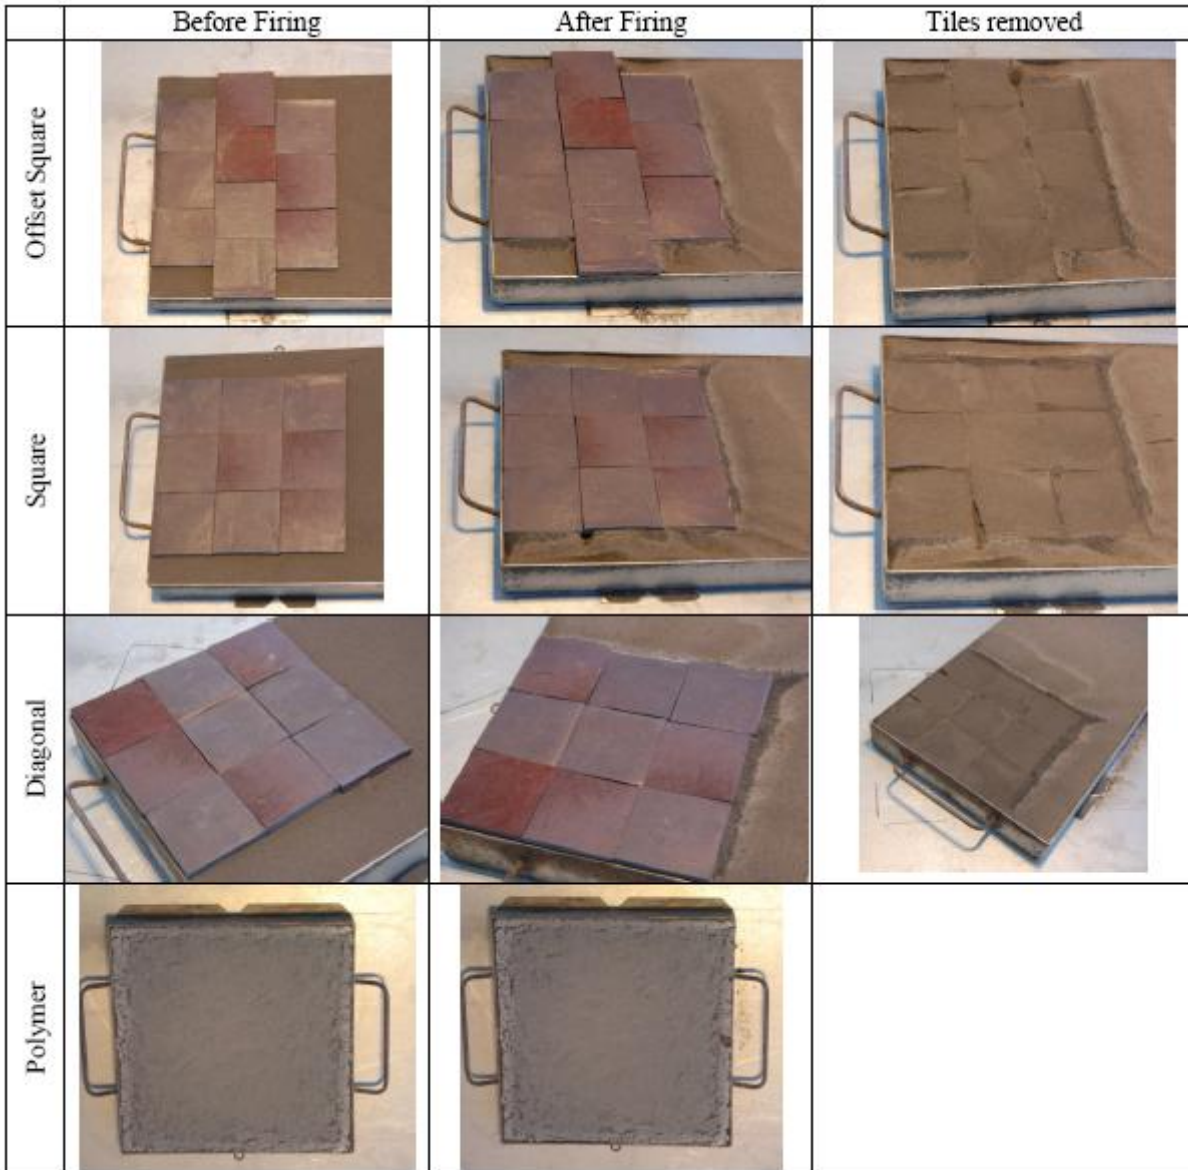 Before Firing
After Firing
Tiles removed
Offset Square
Square
Diagonal
Polymer